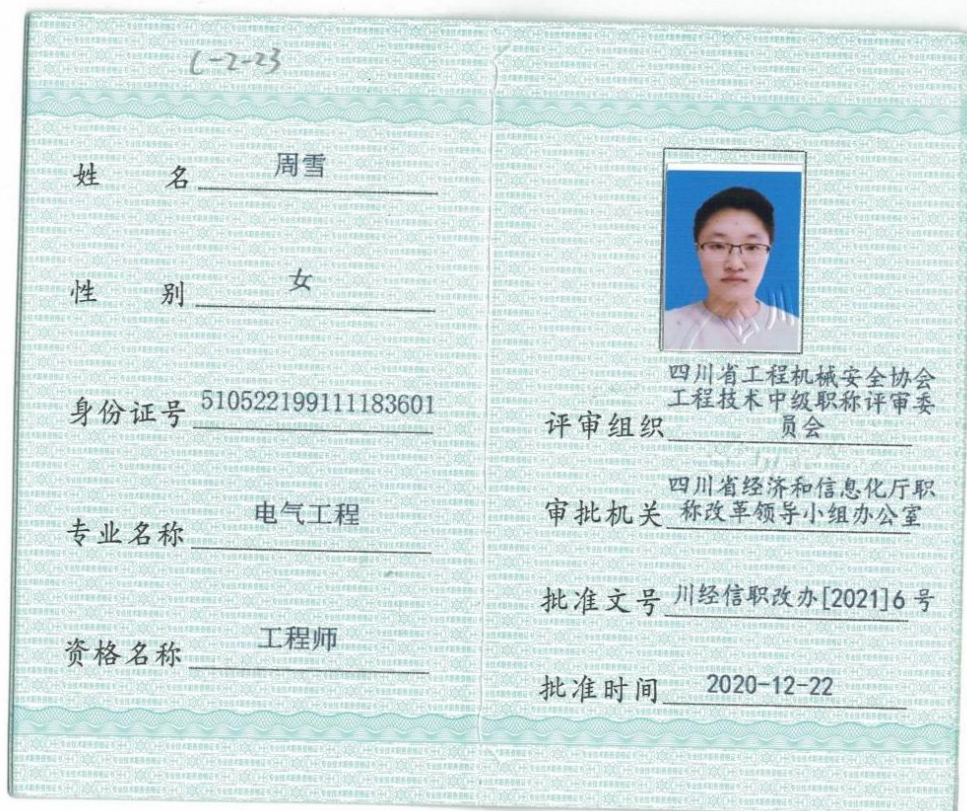 1-2-23
姓 名 周雪
性 别 女
身份证号 510522199111183601
专业名称 电气工程
资格名称 工程师
四川省工程机械安全协会
工程技术中级职称评审委
评审组织 员会
四川省经济和信息化厅职
审批机关 称改革领导小组办公室
批准文号 川经信职改办[2021]6 号
批准时间 2020-12-22